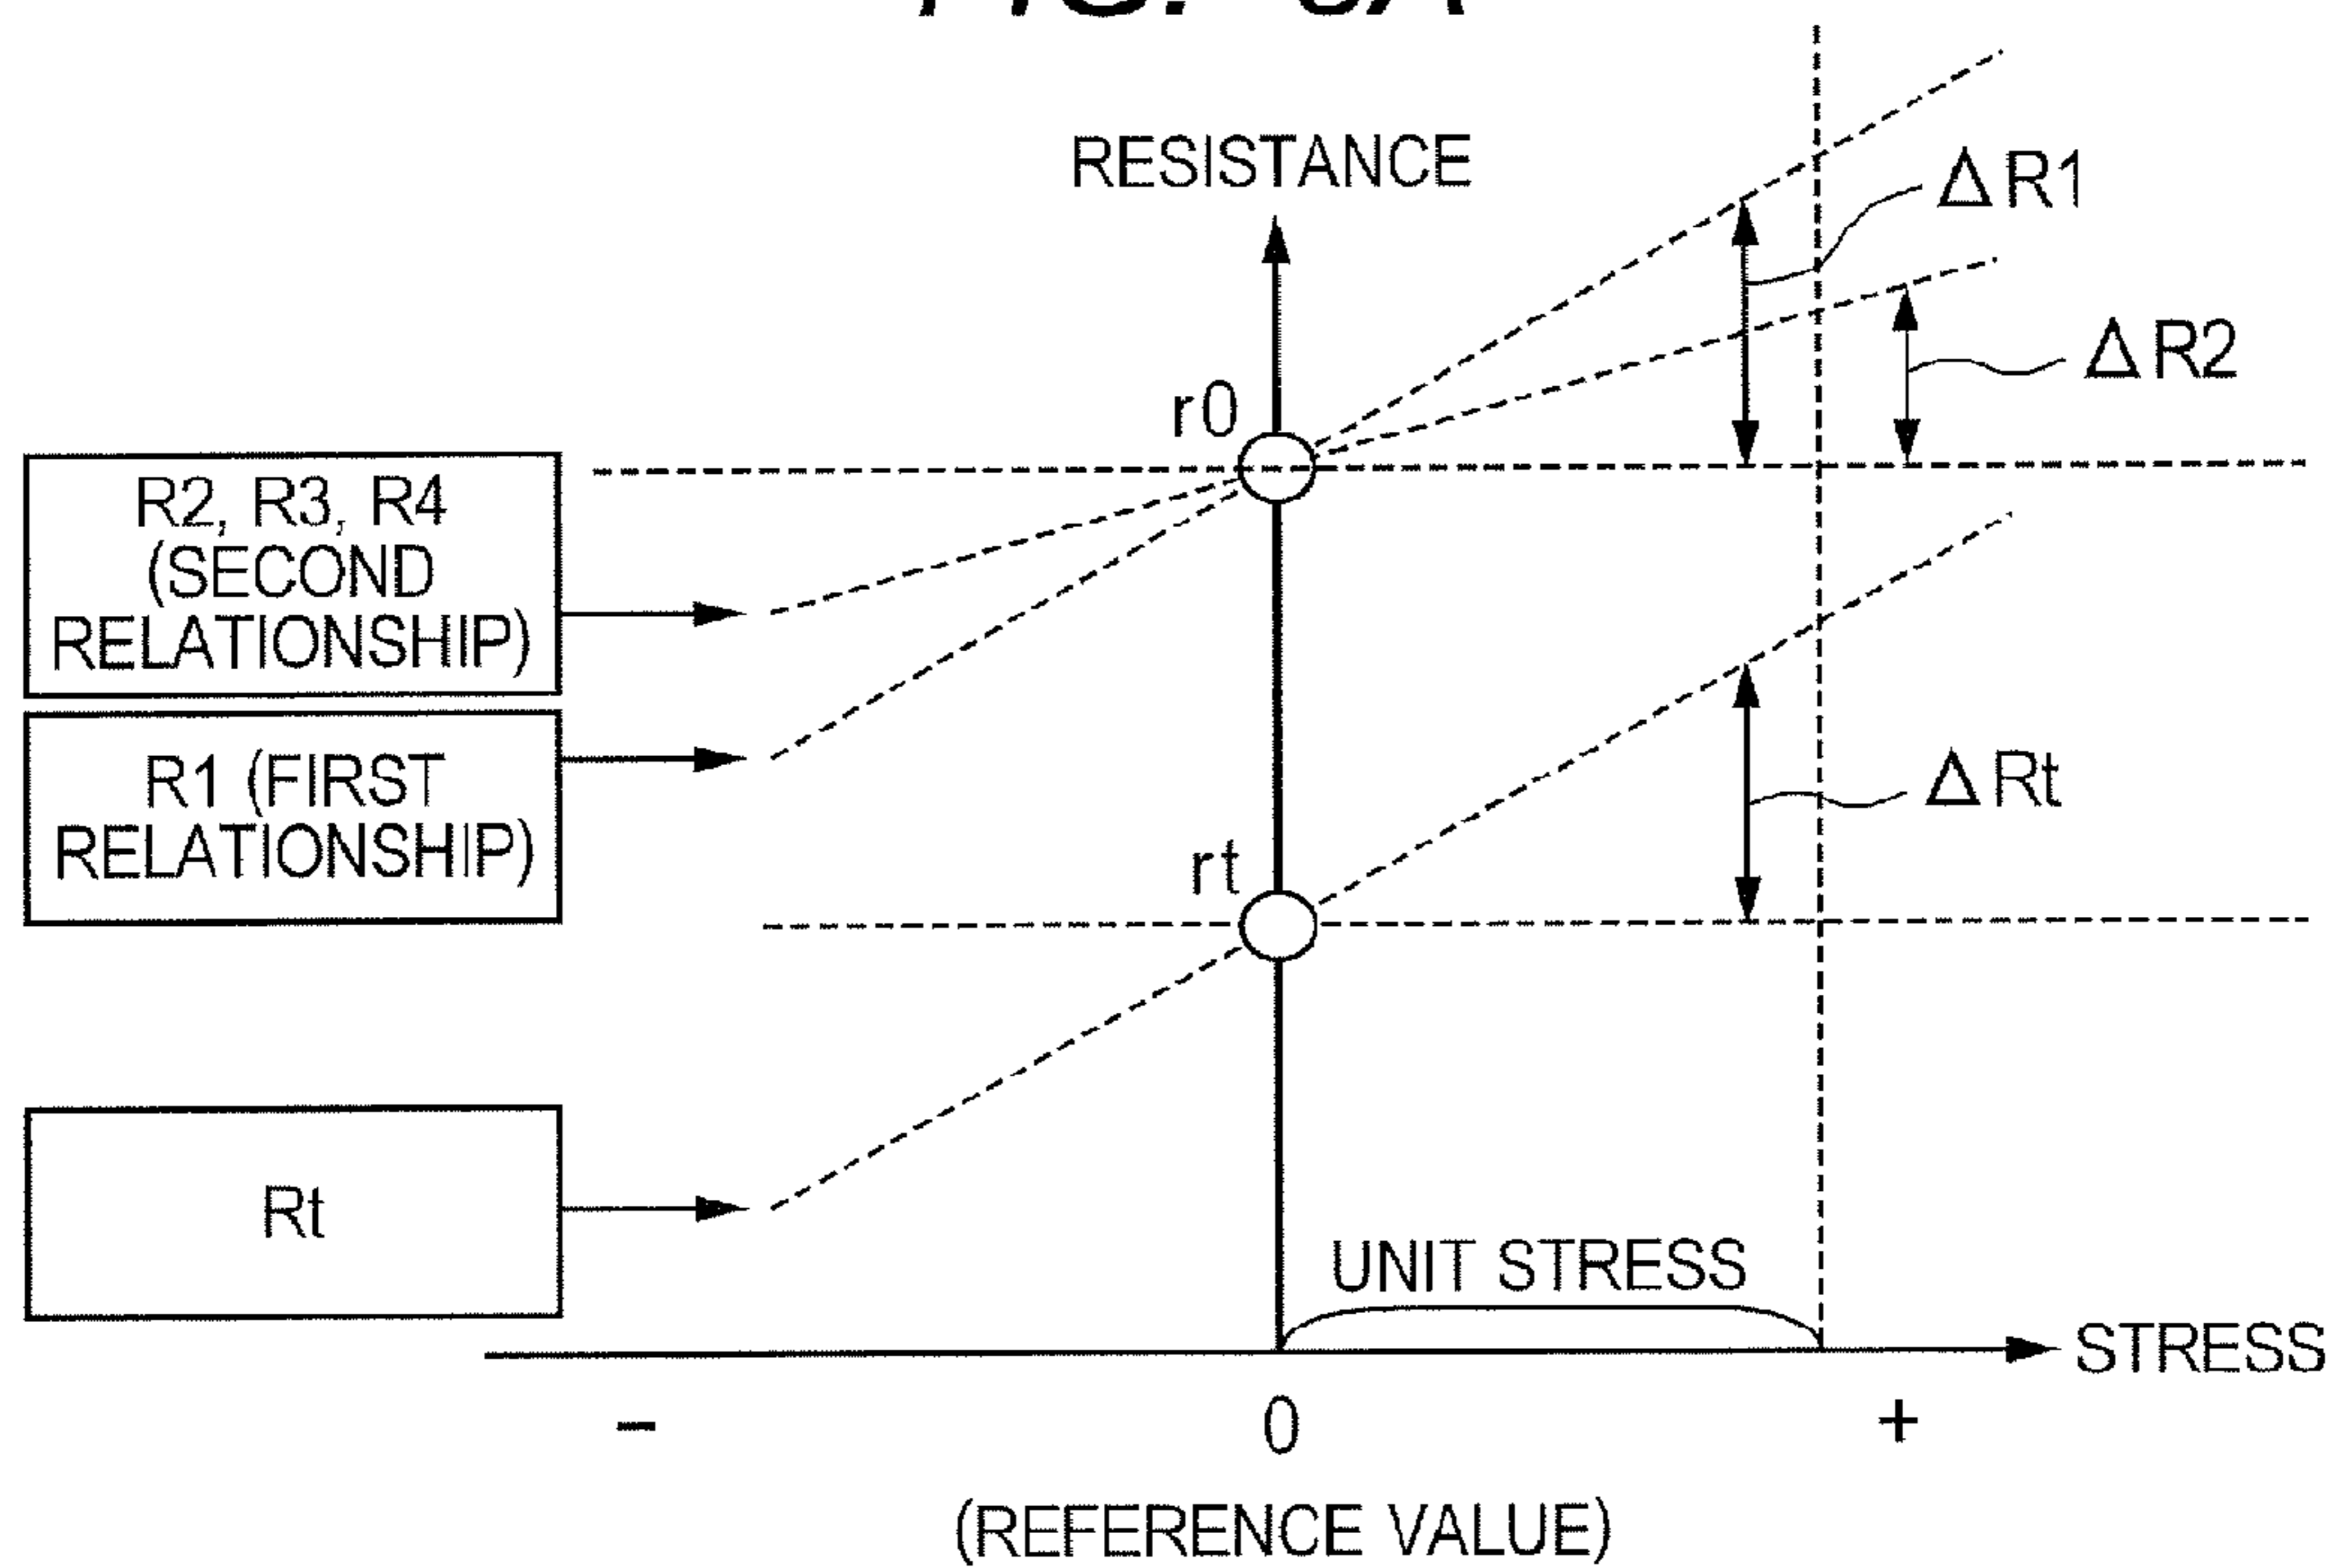 RESISTANCE
ΔR1
ΔR2
r0
R2, R3, R4
(SECOND
RELATIONSHIP)
R1 (FIRST
RELATIONSHIP)
ΔRt
rt
Rt
UNIT STRESS
STRESS
− 0 +
(REFERENCE VALUE)